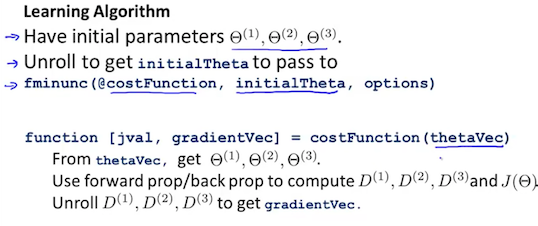 Learning Algorithm
→ Have initial parameters Θ⁽¹⁾, Θ⁽²⁾, Θ⁽³⁾.
→ Unroll to get initialTheta to pass to
→ fminunc(@costFunction, initialTheta, options)
function [jval, gradientVec] = costFunction(thetaVec)
From thetaVec, get Θ⁽¹⁾, Θ⁽²⁾, Θ⁽³⁾.
Use forward prop/back prop to compute D⁽¹⁾, D⁽²⁾, D⁽³⁾ and J(Θ).
Unroll D⁽¹⁾, D⁽²⁾, D⁽³⁾ to get gradientVec.